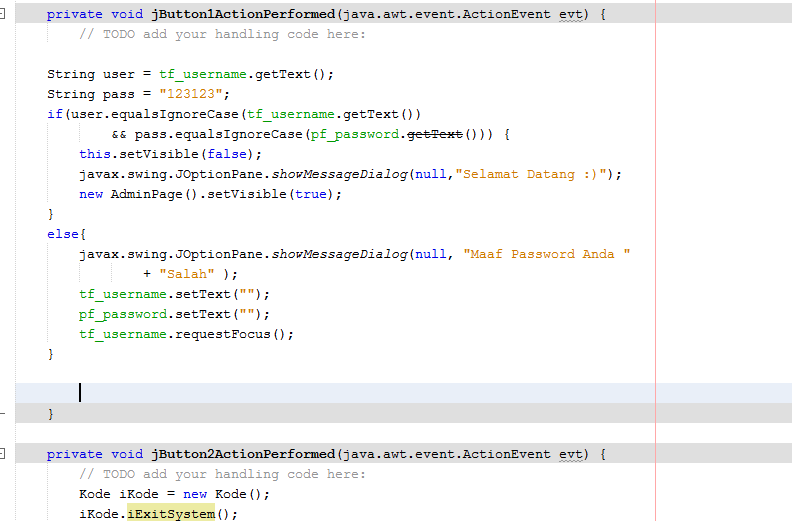 private void jButton1ActionPerformed(java.awt.event.ActionEvent evt) {
// TODO add your handling code here:
String user = tf_username.getText();
String pass = "123123";
if(user.equalsIgnoreCase(tf_username.getText())
&& pass.equalsIgnoreCase(pf_password.getText())) {
this.setVisible(false);
javax.swing.JOptionPane.showMessageDialog(null,"Selamat Datang :)");
new AdminPage().setVisible(true);
}
else{
javax.swing.JOptionPane.showMessageDialog(null, "Maaf Password Anda "
+ "Salah" );
tf_username.setText("");
pf_password.setText("");
tf_username.requestFocus();
}
}
private void jButton2ActionPerformed(java.awt.event.ActionEvent evt) {
// TODO add your handling code here:
Kode iKode = new Kode();
iKode.iExitSystem();